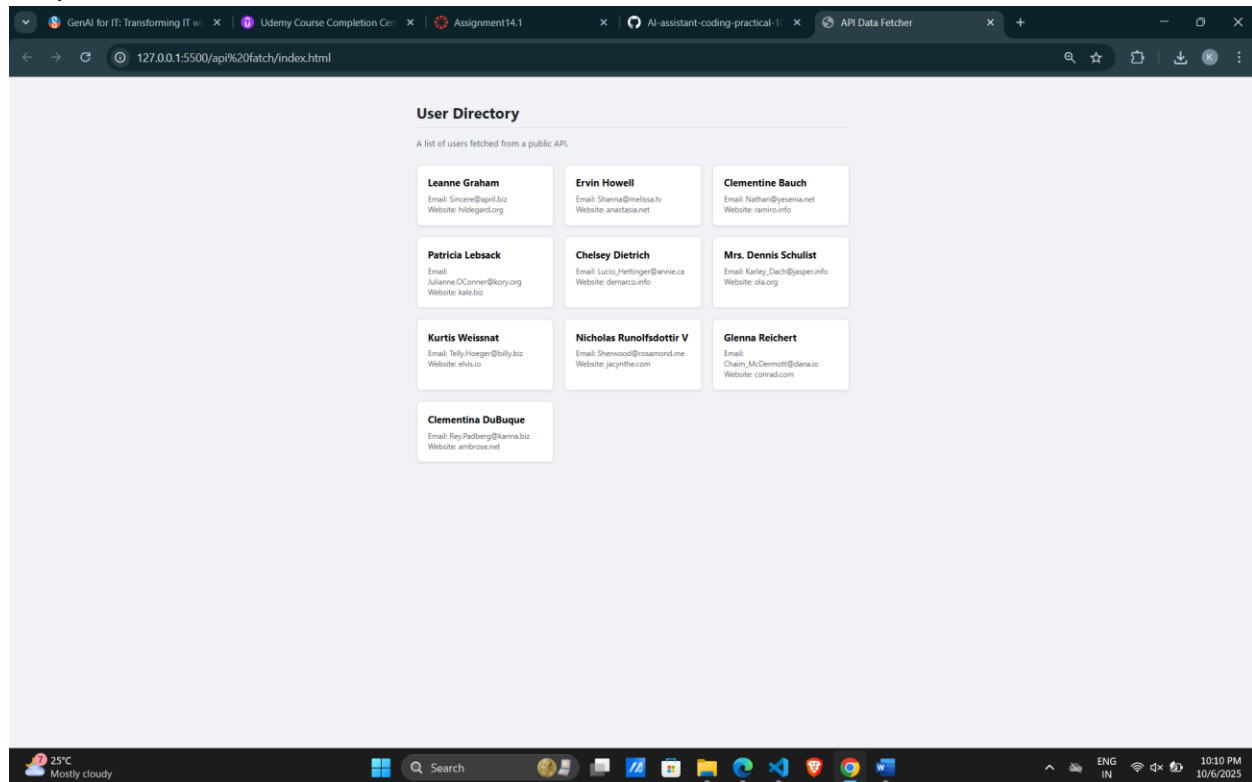 GenAI for IT: Transforming IT w
Udemy Course Completion Cer
Assignment14.1
AI-assistant-coding-practical-1
API Data Fetcher
127.0.0.1:5500/api%20fatch/index.html
K
User Directory
A list of users fetched from a public API.
Leanne Graham
Email: Sincere@april.biz
Website: hildegard.org
Ervin Howell
Email: Shanna@melissa.tv
Website: anastasia.net
Clementine Bauch
Email: Nathan@yesenia.net
Website: ramiro.info
Patricia Lebsack
Email:
Julianne.OConner@kory.org
Website: kale.biz
Chelsey Dietrich
Email: Lucio_Hettinger@annie.ca
Website: demarco.info
Mrs. Dennis Schulist
Email: Karley_Dach@jasper.info
Website: ola.org
Kurtis Weissnat
Email: Telly.Hoeger@billy.biz
Website: elvis.io
Nicholas Runolfsdottir V
Email: Sherwood@rosamond.me
Website: jacynthe.com
Glenna Reichert
Email:
Chaim_McDermott@dana.io
Website: conrad.com
Clementina DuBuque
Email: Rey.Padberg@karina.biz
Website: ambrose.net
7
25°C
Mostly cloudy
Search
ENG
IN
10:10 PM
10/6/2025